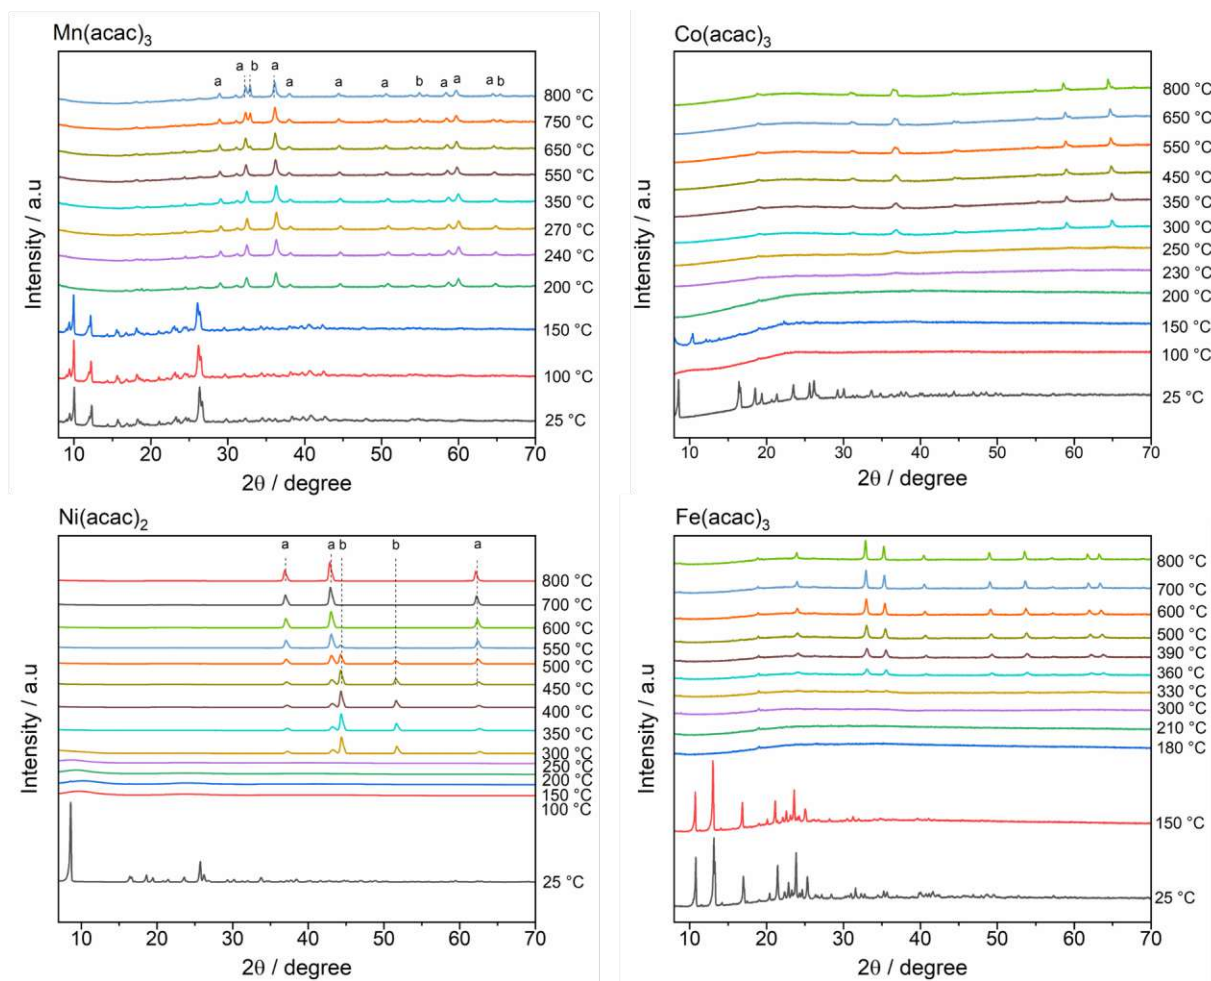 Mn(acac)3
a a b a a a a b a a a b
800 °C
750 °C
650 °C
550 °C
350 °C
270 °C
240 °C
200 °C
150 °C
100 °C
25 °C
Intensity / a.u
10 20 30 40 50 60 70
2θ / degree
Co(acac)3
800 °C
650 °C
550 °C
450 °C
350 °C
300 °C
250 °C
230 °C
200 °C
150 °C
100 °C
25 °C
Intensity / a.u
10 20 30 40 50 60 70
2θ / degree
Ni(acac)2
a a b b a
800 °C
700 °C
600 °C
550 °C
500 °C
450 °C
400 °C
350 °C
300 °C
250 °C
200 °C
150 °C
100 °C
25 °C
Intensity / a.u
10 20 30 40 50 60 70
2θ / degree
Fe(acac)3
800 °C
700 °C
600 °C
500 °C
390 °C
360 °C
330 °C
300 °C
210 °C
180 °C
150 °C
25 °C
Intensity / a.u
10 20 30 40 50 60 70
2θ / degree